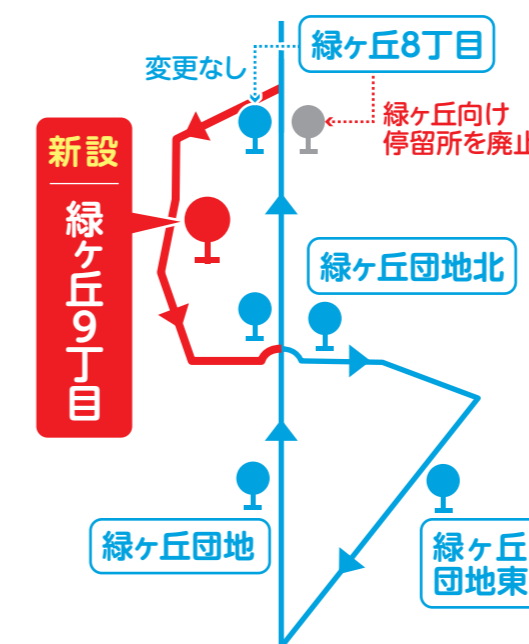 緑ヶ丘8丁目
変更なし
緑ヶ丘向け
停留所を廃止
新設
緑ヶ丘9丁目
緑ヶ丘団地北
緑ヶ丘団地
緑ヶ丘
団地東